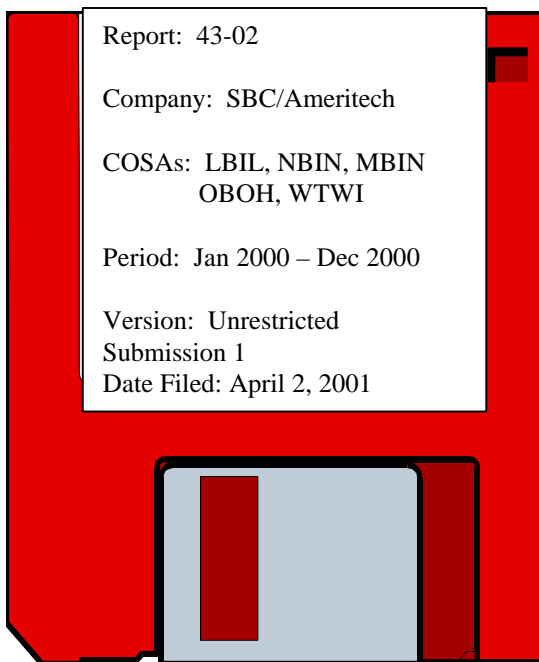 Report: 43-02
Company: SBC/Ameritech
COSAs: LBIL, NBIN, MBIN
OBOH, WTWI
Period: Jan 2000 – Dec 2000
Version: Unrestricted
Submission 1
Date Filed: April 2, 2001